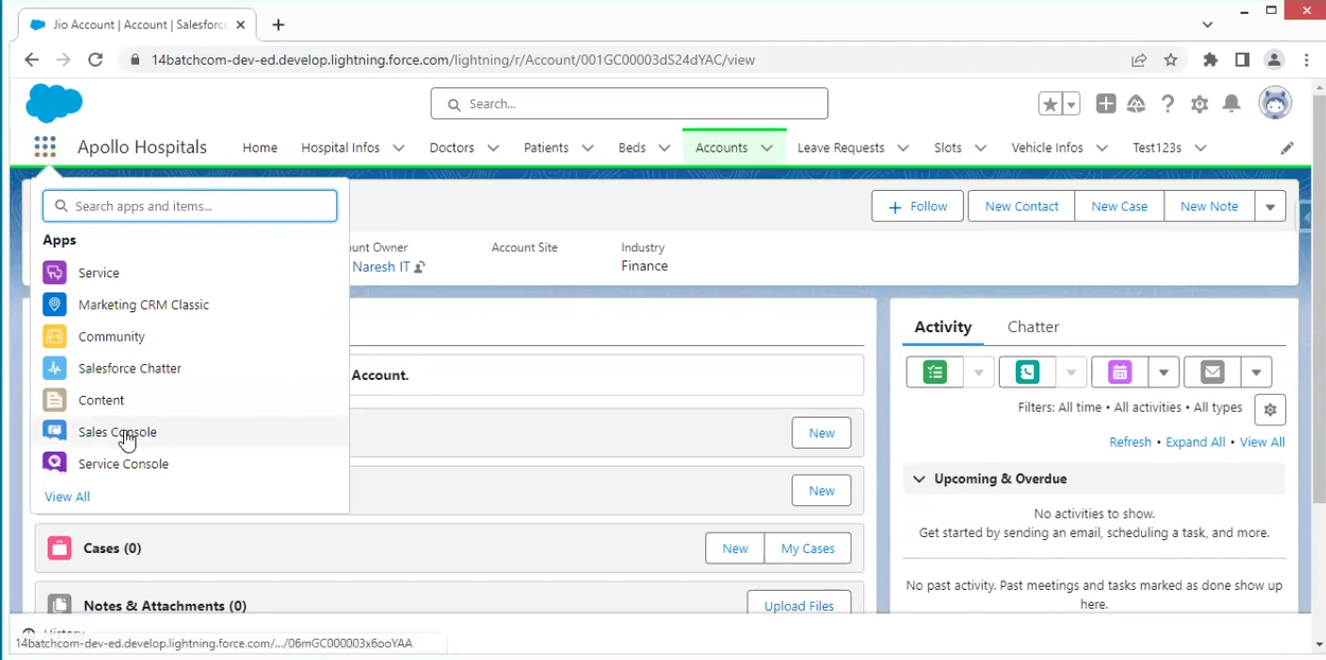 Jio Account | Account | Salesforc
14batchcom-dev-ed.develop.lightning.force.com/lightning/r/Account/001GC00003dS24dYAC/view
Search...
Apollo Hospitals Home Hospital Infos Doctors Patients Beds Accounts Leave Requests Slots Vehicle Infos Test123s
Search apps and items...
Apps
Service
Marketing CRM Classic
Community
Salesforce Chatter
Content
Sales Console
Service Console
View All
+ Follow New Contact New Case New Note
unt Owner Account Site Industry
Naresh IT Finance
Account.
New
New
Cases (0) New My Cases
Notes & Attachments (0) Upload Files
Activity Chatter
Filters: All time • All activities • All types
Refresh • Expand All • View All
Upcoming & Overdue
No activities to show.
Get started by sending an email, scheduling a task, and more.
No past activity. Past meetings and tasks marked as done show up
here.
History
14batchcom-dev-ed.develop.lightning.force.com/.../06mGC000003x6ooYAA